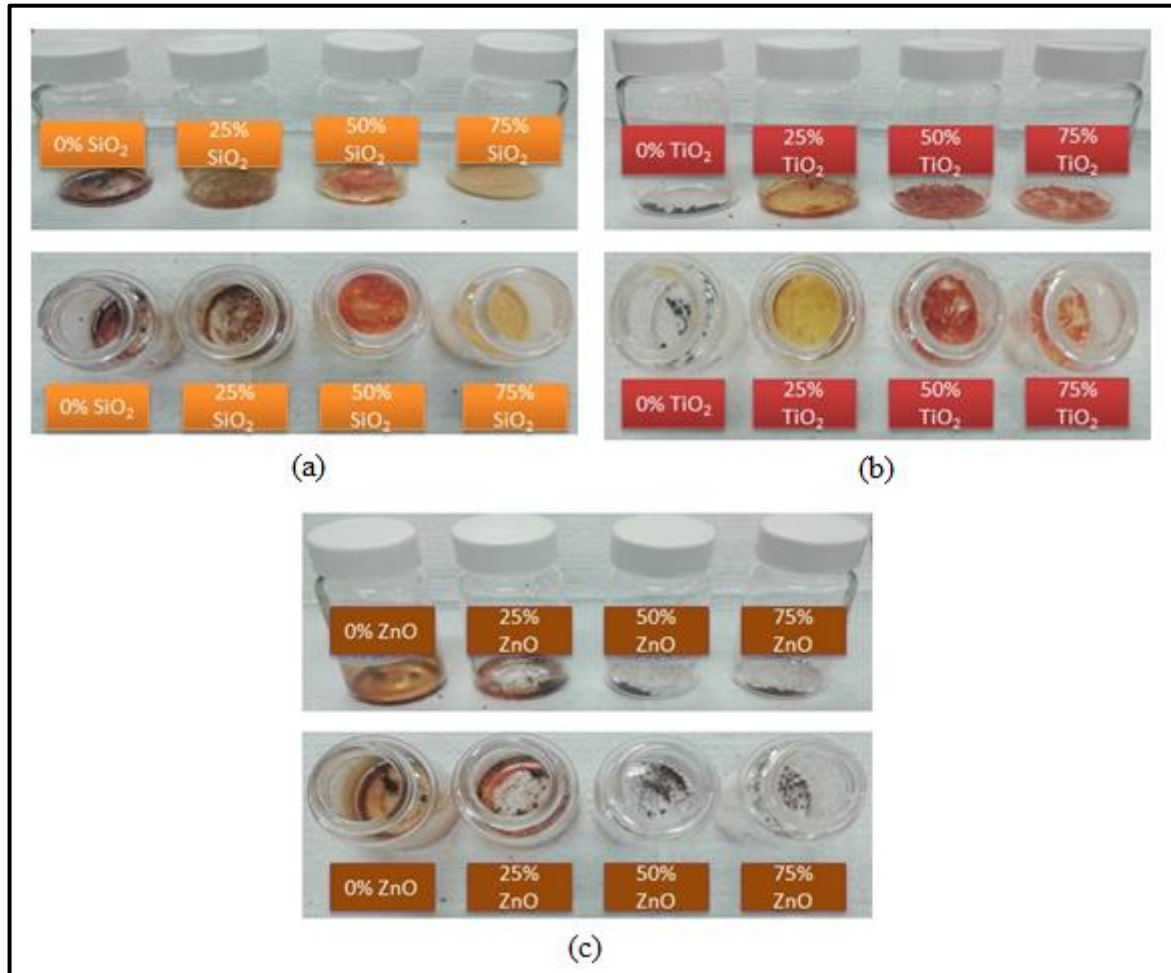 0% SiO₂
25%
SiO₂
50%
SiO₂
75%
SiO₂
0% SiO₂
25%
SiO₂
50%
SiO₂
75%
SiO₂
(a)
0% TiO₂
25%
TiO₂
50%
TiO₂
75%
TiO₂
0% TiO₂
25%
TiO₂
50%
TiO₂
75%
TiO₂
(b)
0% ZnO
25%
ZnO
50%
ZnO
75%
ZnO
0% ZnO
25%
ZnO
50%
ZnO
75%
ZnO
(c)